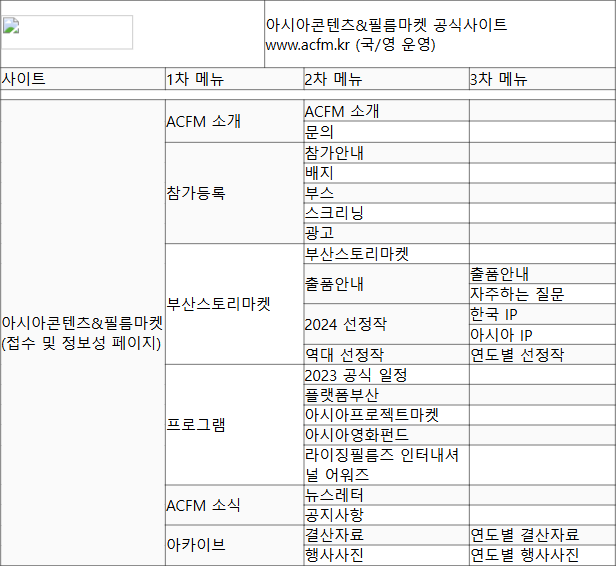 아시아콘텐츠&필름마켓 공식사이트
www.acfm.kr (국/영 운영)
사이트 1차 메뉴 2차 메뉴 3차 메뉴
아시아콘텐츠&필름마켓
(접수 및 정보성 페이지)
ACFM 소개
ACFM 소개
문의
참가등록
참가안내
배지
부스
스크리닝
광고
부산스토리마켓
부산스토리마켓
출품안내
출품안내
자주하는 질문
2024 선정작
한국 IP
아시아 IP
역대 선정작
연도별 선정작
프로그램
2023 공식 일정
플랫폼부산
아시아프로젝트마켓
아시아영화펀드
라이징필름즈 인터내셔
널 어워즈
ACFM 소식
뉴스레터
공지사항
아카이브
결산자료
연도별 결산자료
행사사진
연도별 행사사진